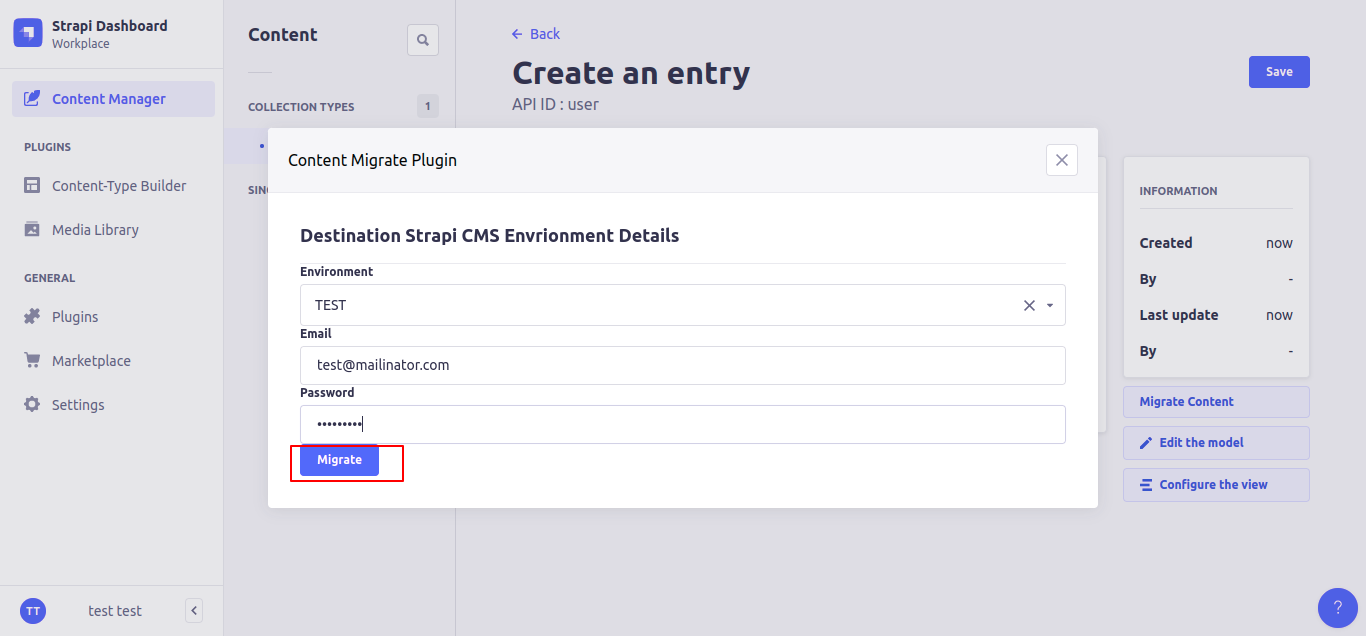 Strapi Dashboard
Workplace
Content Manager
PLUGINS
Content-Type Builder
Media Library
GENERAL
Plugins
Marketplace
Settings
TT
test test
Content
COLLECTION TYPES
1
← Back
Create an entry
API ID : user
Save
Content Migrate Plugin
Destination Strapi CMS Envrionment Details
Environment
TEST
Email
test@mailinator.com
Password
•••••••••
Migrate
INFORMATION
Created now
By -
Last update now
By -
Migrate Content
Edit the model
Configure the view
?